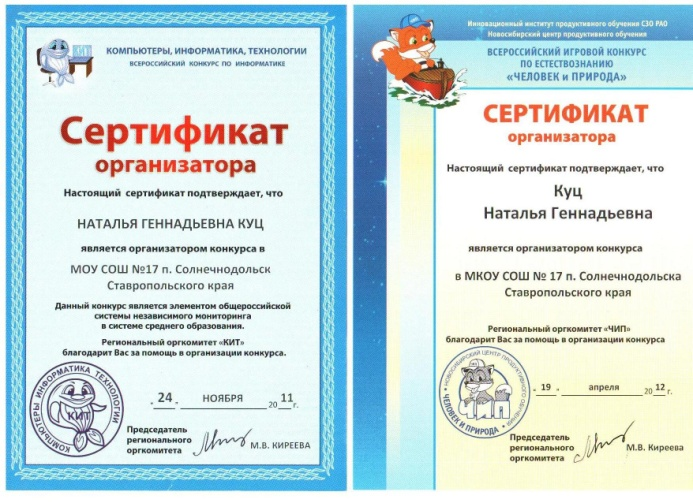 КИТ
КОМПЬЮТЕРЫ, ИНФОРМАТИКА, ТЕХНОЛОГИИ
ВСЕРОССИЙСКИЙ КОНКУРС ПО ИНФОРМАТИКЕ
Сертификат
организатора
Настоящий сертификат подтверждает, что
НАТАЛЬЯ ГЕННАДЬЕВНА КУЦ
является организатором конкурса в
МОУ СОШ №17 п. Солнечнодольск
Ставропольского края
Данный конкурс является элементом общероссийской
системы независимого мониторинга
в системе среднего образования.
Региональный оргкомитет «КИТ»
благодарит Вас за помощь в организации конкурса.
КОМПЬЮТЕРЫ ИНФОРМАТИКА ТЕХНОЛОГИИ
КИТ
„ 24 „ НОЯБРЯ 2011 г.
Председатель
регионального
оргкомитета
М.В. КИРЕЕВА
Инновационный институт продуктивного обучения СЗО РАО
Новосибирский центр продуктивного обучения
ВСЕРОССИЙСКИЙ ИГРОВОЙ КОНКУРС
ПО ЕСТЕСТВОЗНАНИЮ
«ЧЕЛОВЕК и ПРИРОДА»
СЕРТИФИКАТ
организатора
Настоящий сертификат подтверждает, что
Куц
Наталья Геннадьевна
является организатором конкурса
в МКОУ СОШ № 17 п. Солнечнодольска
Ставропольского края
Региональный оргкомитет «ЧИП»
благодарит Вас за помощь в организации конкурса
НОВОСИБИРСКИЙ ЦЕНТР ПРОДУКТИВНОГО ОБУЧЕНИЯ
ЧИП
ЧЕЛОВЕК И ПРИРОДА
„ 19 „ апреля 2012 г.
Председатель
регионального
оргкомитета
М.В. Киреева